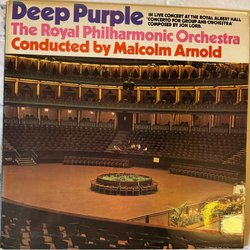 Deep Purple
IN LIVE CONCERT AT THE ROYAL ALBERT HALL
'CONCERTO FOR GROUP AND ORCHESTRA'
COMPOSED BY JON LORD.
The Royal Philharmonic Orchestra
Conducted by Malcolm Arnold